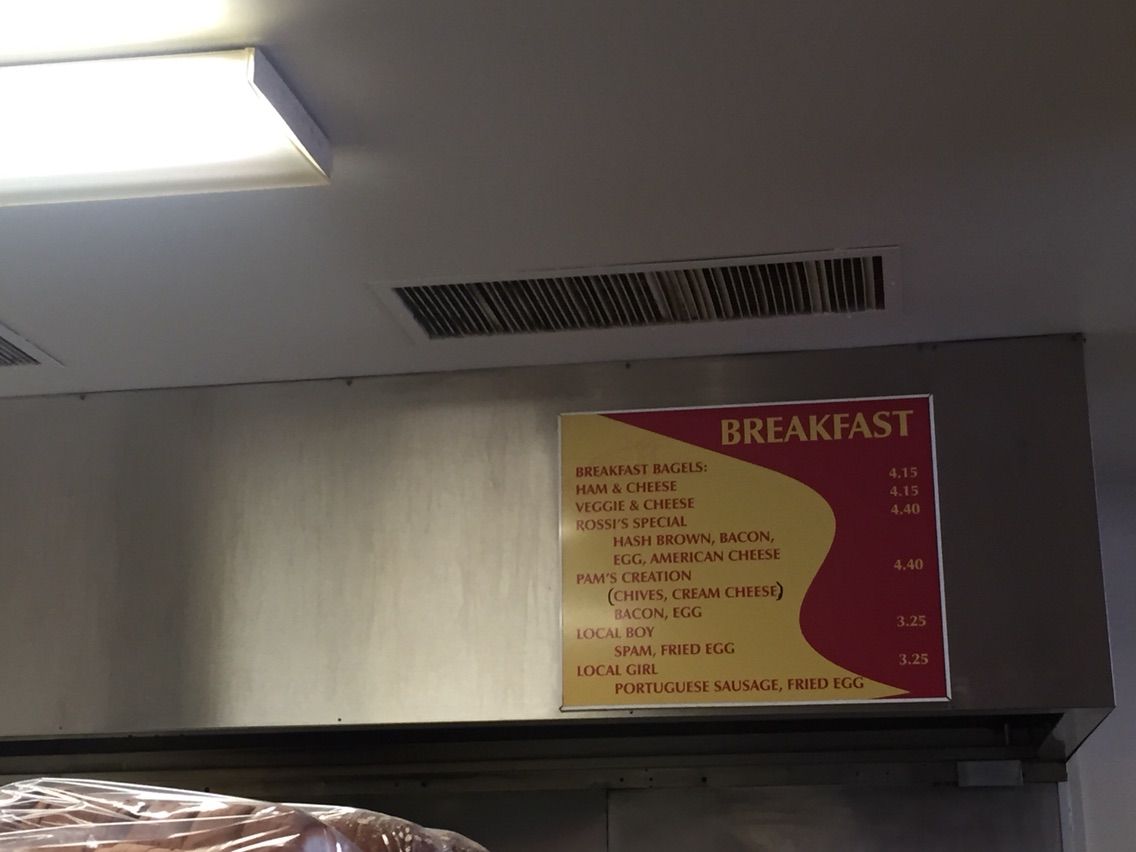 BREAKFAST
BREAKFAST BAGELS: 4.15
HAM & CHEESE 4.15
VEGGIE & CHEESE 4.40
ROSSI'S SPECIAL
HASH BROWN, BACON,
EGG, AMERICAN CHEESE 4.40
PAM'S CREATION
(CHIVES, CREAM CHEESE)
BACON, EGG 3.25
LOCAL BOY
SPAM, FRIED EGG 3.25
LOCAL GIRL
PORTUGUESE SAUSAGE, FRIED EGG